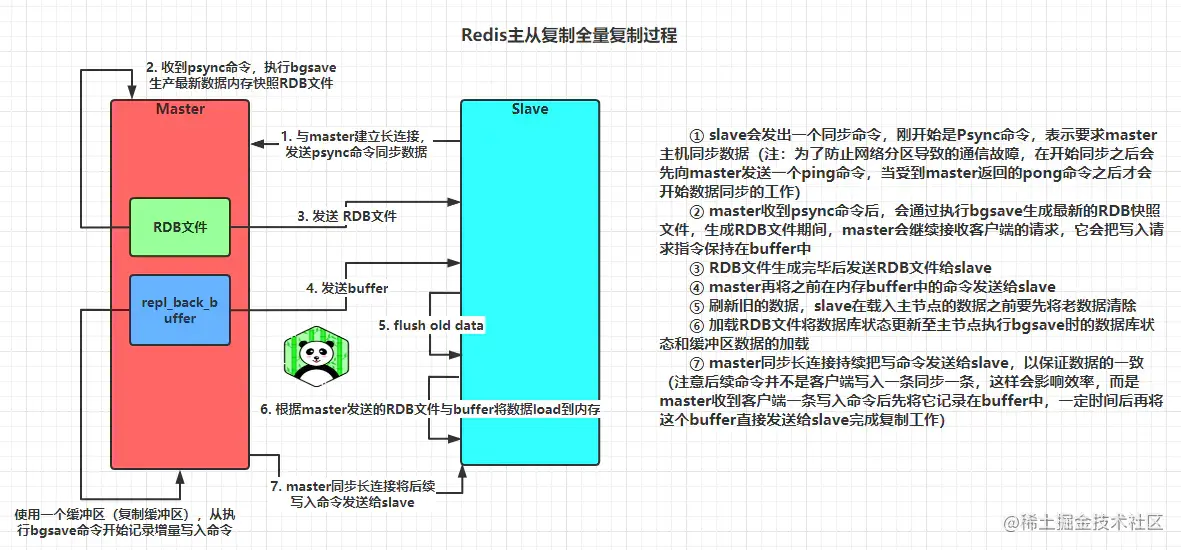 Redis主从复制全量复制过程
2. 收到psync命令，执行bgsave
生产最新数据内存快照RDB文件
Master
Slave
1. 与master建立长连接，
发送psync命令同步数据
RDB文件
3. 发送 RDB文件
repl_back_b
uffer
4. 发送buffer
5. flush old data
6. 根据master发送的RDB文件与buffer将数据load到内存
7. master同步长连接将后续
写入命令发送给slave
使用一个缓冲区（复制缓冲区），从执
行bgsave命令开始记录增量写入命令
① slave会发出一个同步命令，刚开始是Psync命令，表示要求master
主机同步数据（注：为了防止网络分区导致的通信故障，在开始同步之后会
先向master发送一个ping命令，当受到master返回的pong命令之后才会
开始数据同步的工作）
② master收到psync命令后，会通过执行bgsave生成最新的RDB快照
文件，生成RDB文件期间，master会继续接收客户端的请求，它会把写入请
求指令保持在buffer中
③ RDB文件生成完毕后发送RDB文件给slave
④ master再将之前在内存buffer中的命令发送给slave
⑤ 刷新旧的数据，slave在载入主节点的数据之前要先将老数据清除
⑥ 加载RDB文件将数据库状态更新至主节点执行bgsave时的数据库状
态和缓冲区数据的加载
⑦ master同步长连接持续把写命令发送给slave，以保证数据的一致
（注意后续命令并不是客户端写入一条同步一条，这样会影响效率，而是
master收到客户端一条写入命令后先将它记录在buffer中，一定时间后再将
这个buffer直接发送给slave完成复制工作）
@稀土掘金技术社区